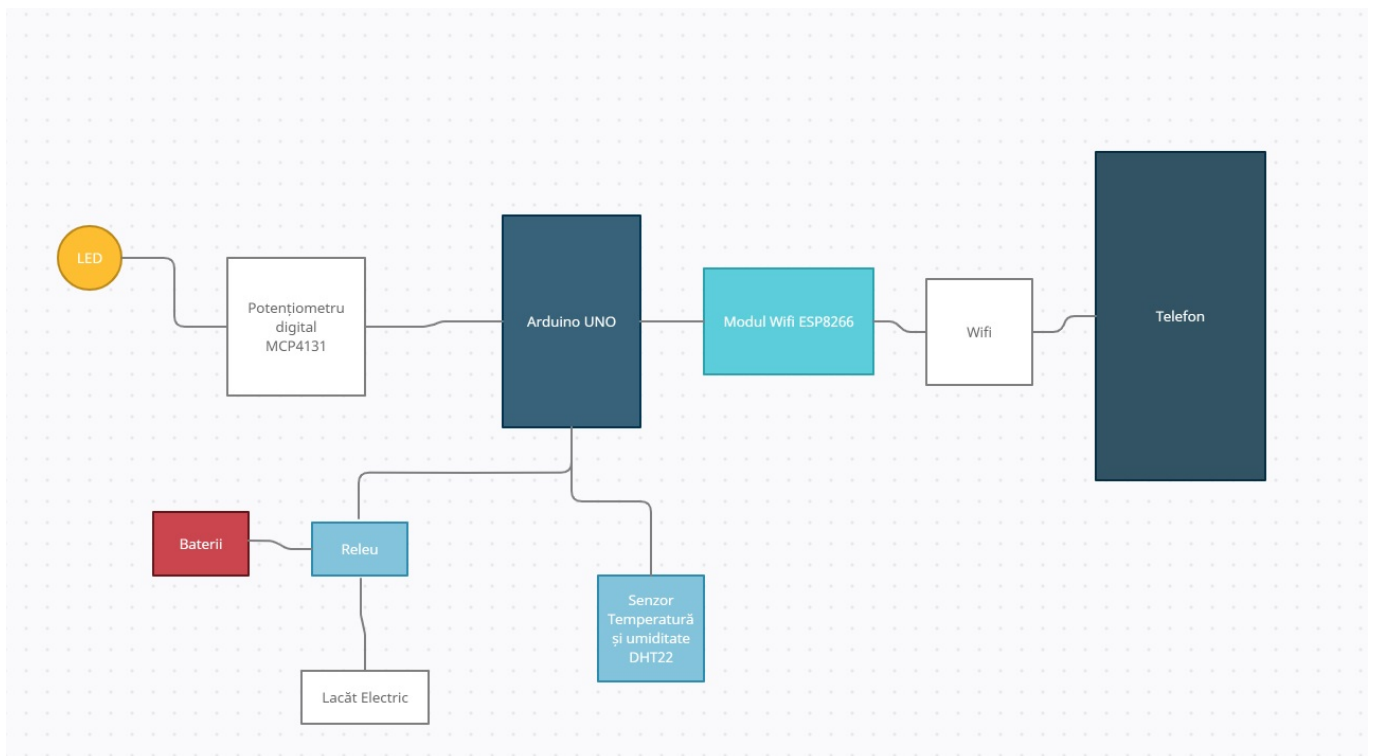 LED
Potențiometru
digital
MCP4131
Arduino UNO
Modul Wifi ESP8266
Wifi
Telefon
Baterii
Releu
Senzor
Temperatură
și umiditate
DHT22
Lacăt Electric